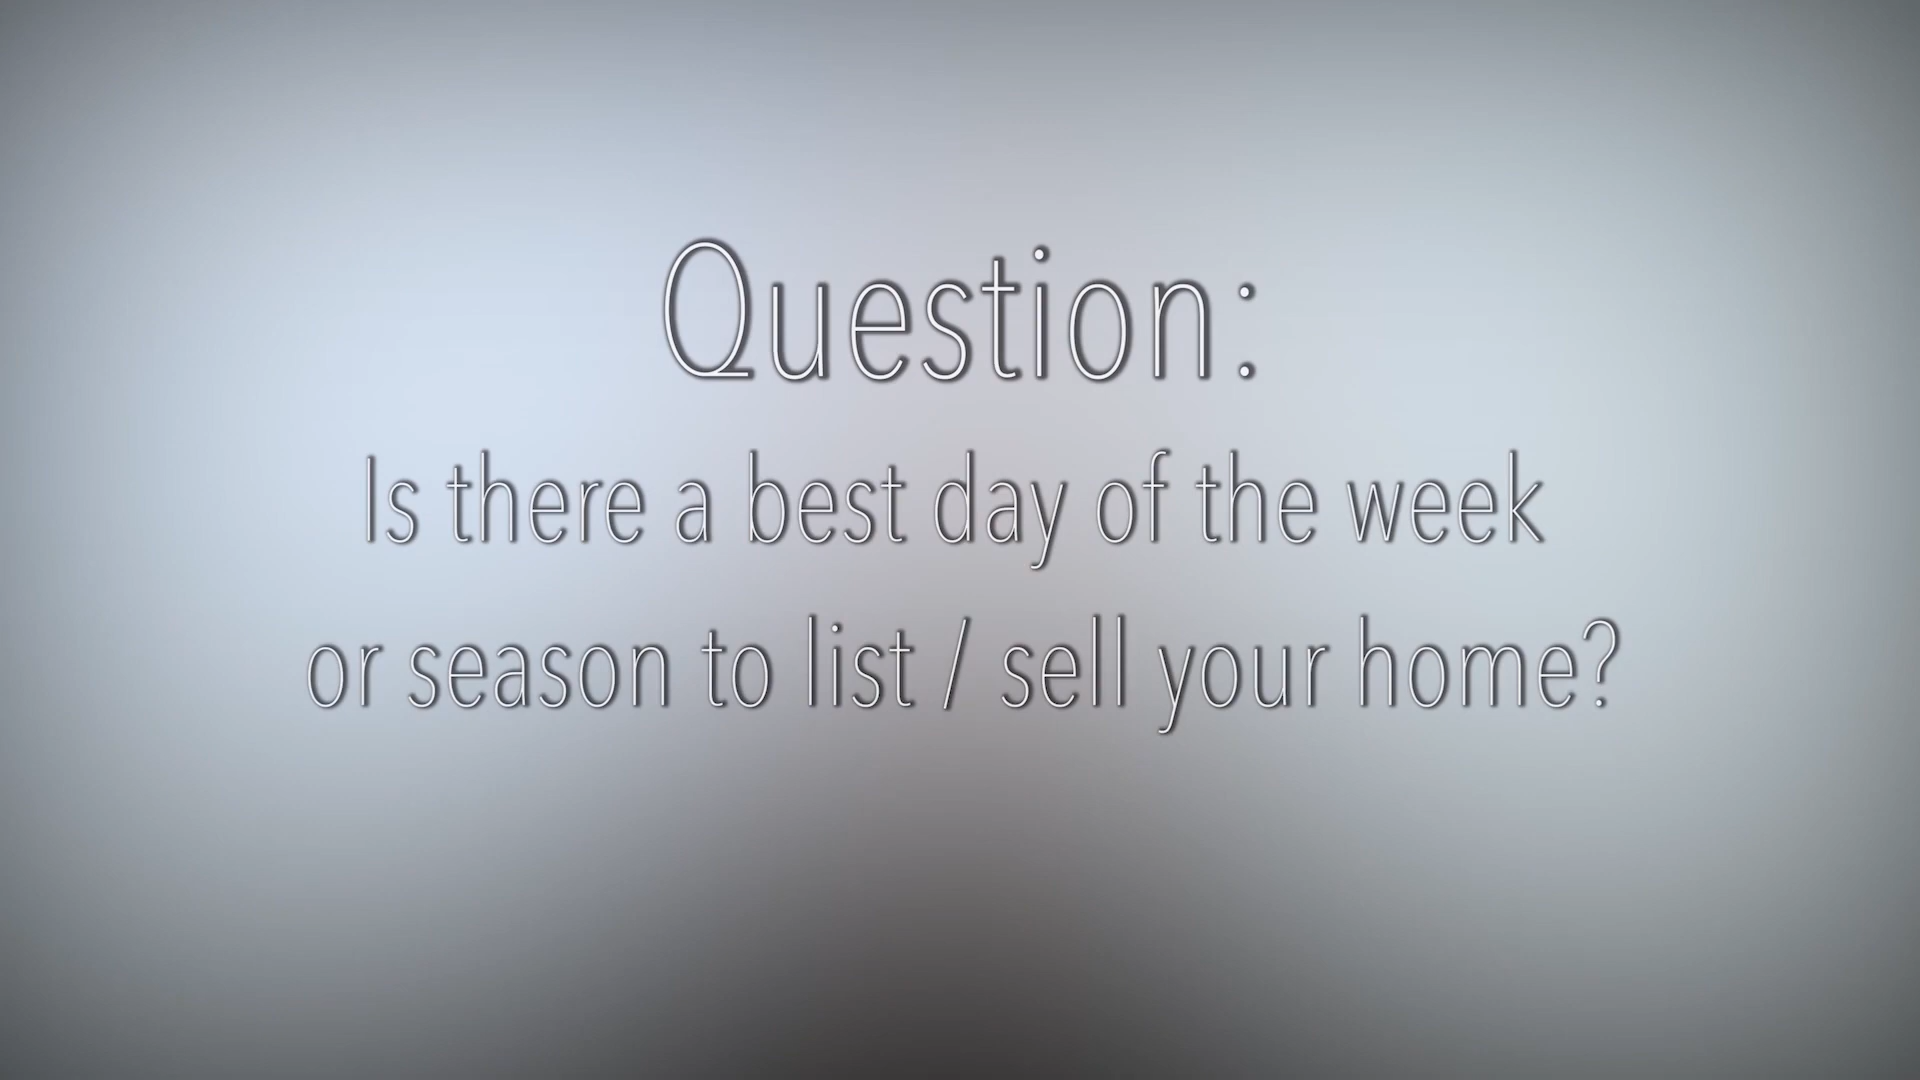 Question:
Is there a best day of the week
or season to list / sell your home?